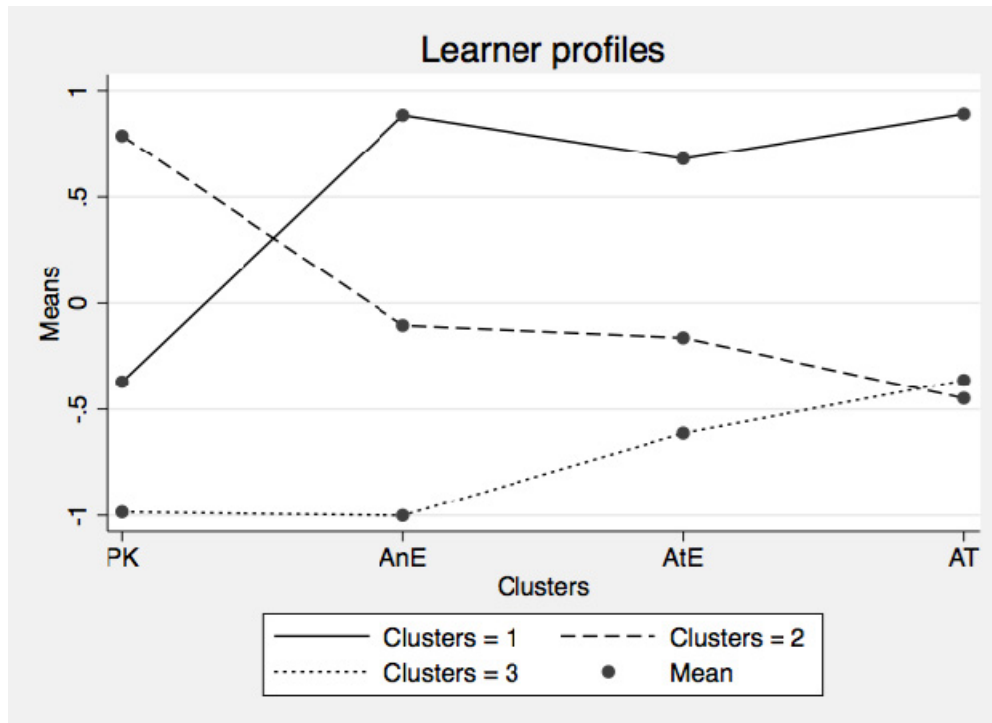 Learner profiles
1
.5
0
-.5
-1
Means
PK AnE AtE AT
Clusters
Clusters = 1 Clusters = 2
Clusters = 3 Mean